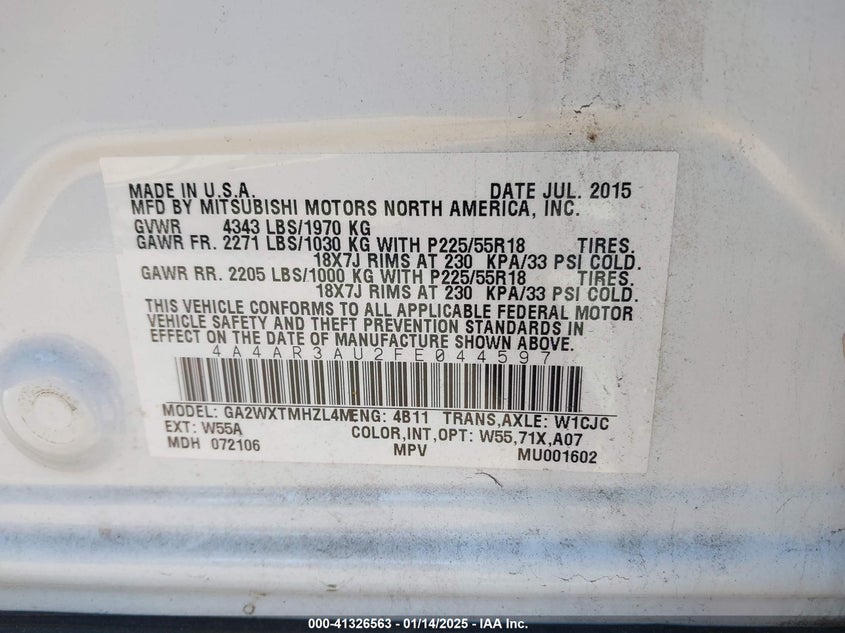 MADE IN U.S.A. DATE JUL. 2015
MFD BY MITSUBISHI MOTORS NORTH AMERICA, INC.
GVWR 4343 LBS/1970 KG
GAWR FR. 2271 LBS/1030 KG WITH P225/55R18 TIRES.
18X7J RIMS AT 230 KPA/33 PSI COLD.
GAWR RR. 2205 LBS/1000 KG WITH P225/55R18 TIRES.
18X7J RIMS AT 230 KPA/33 PSI COLD.
THIS VEHICLE CONFORMS TO ALL APPLICABLE FEDERAL MOTOR
VEHICLE SAFETY AND THEFT PREVENTION STANDARDS IN
EFFECT ON THE DATE OF MANUFACTURE SHOWN ABOVE.
4A4AR3AU2FE044597
MODEL: GA2WXTMHZL4M ENG: 4B11 TRANS,AXLE: W1CJC
EXT: W55A COLOR,INT,OPT: W55,71X,A07
MDH 072106 MPV MU001602
000-41326563 - 01/14/2025 - IAA Inc.